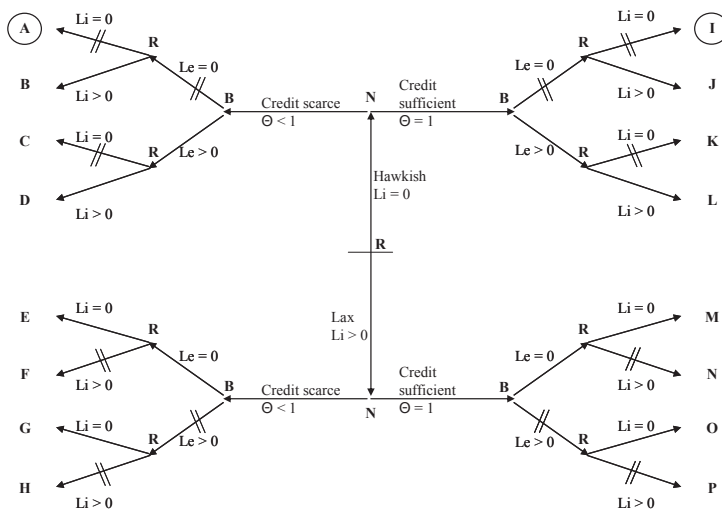 Li = 0
Li = 0
A
R
R
I
Le = 0
Le = 0
B
Li > 0
Li > 0
J
B
Credit scarce
N
Credit
sufficient
B
Θ < 1
Θ = 1
C
Li = 0
Li = 0
K
R
Le > 0
Le > 0
R
Hawkish
Li = 0
D
Li > 0
Li > 0
L
R
Lax
Li > 0
E
Li = 0
Li = 0
M
R
R
Le = 0
Le = 0
F
Li > 0
Li > 0
N
B
Credit scarce
Credit
sufficient
B
Θ < 1
N
Θ = 1
G
Li = 0
Li = 0
O
R
Le > 0
Le > 0
R
H
Li > 0
Li > 0
P